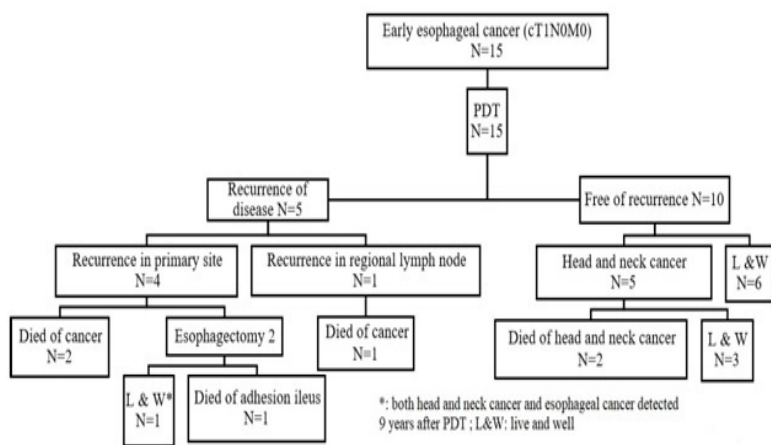 Early esophageal cancer (cT1N0M0)
N=15
PDT
N=15
Recurrence of
disease N=5
Free of recurrence N=10
Recurrence in primary site
N=4
Recurrence in regional lymph node
N=1
Head and neck cancer
N=5
L &W
N=6
Died of cancer
N=2
Esophagectomy 2
Died of cancer
N=1
Died of head and neck cancer
N=2
L & W
N=3
L & W*
N=1
Died of adhesion ileus
N=1
*: both head and neck cancer and esophageal cancer detected
9 years after PDT ; L&W: live and well